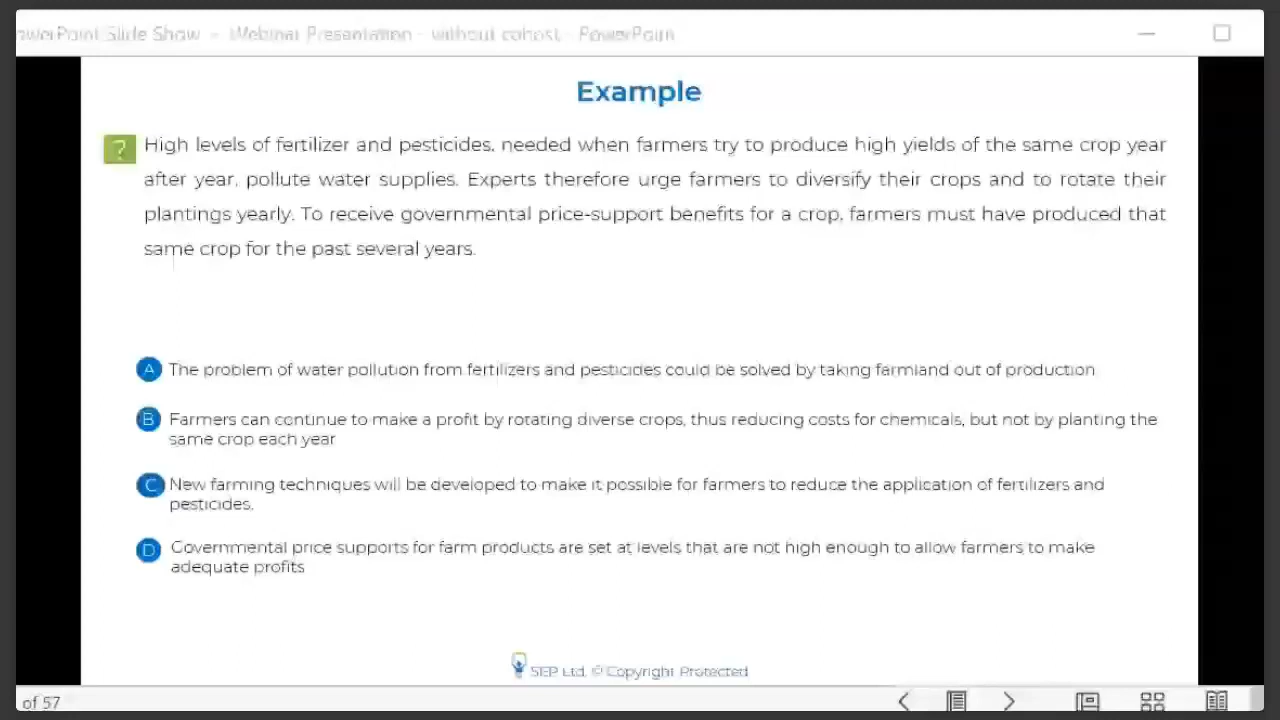 owerPoint Slide Show - Webinar Presentation - without cohost - PowerPoin
Example
? High levels of fertilizer and pesticides, needed when farmers try to produce high yields of the same crop year
after year, pollute water supplies. Experts therefore urge farmers to diversify their crops and to rotate their
plantings yearly. To receive governmental price-support benefits for a crop, farmers must have produced that
same crop for the past several years.
A The problem of water pollution from fertilizers and pesticides could be solved by taking farmland out of production
B Farmers can continue to make a profit by rotating diverse crops, thus reducing costs for chemicals, but not by planting the
same crop each year
C New farming techniques will be developed to make it possible for farmers to reduce the application of fertilizers and
pesticides.
D Governmental price supports for farm products are set at levels that are not high enough to allow farmers to make
adequate profits
STEP Ltd. © Copyright Protected
of 57